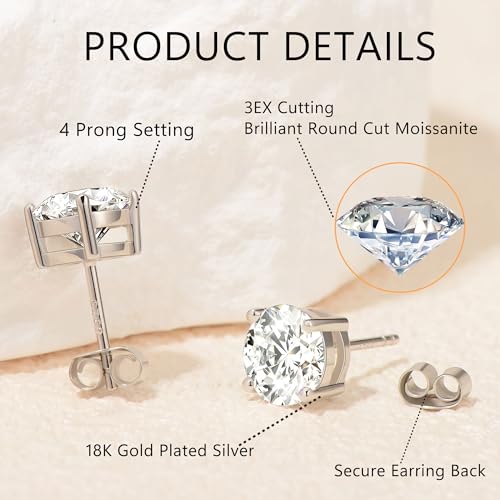 PRODUCT DETAILS
3EX Cutting
Brilliant Round Cut Moissanite
4 Prong Setting
18K Gold Plated Silver
Secure Earring Back